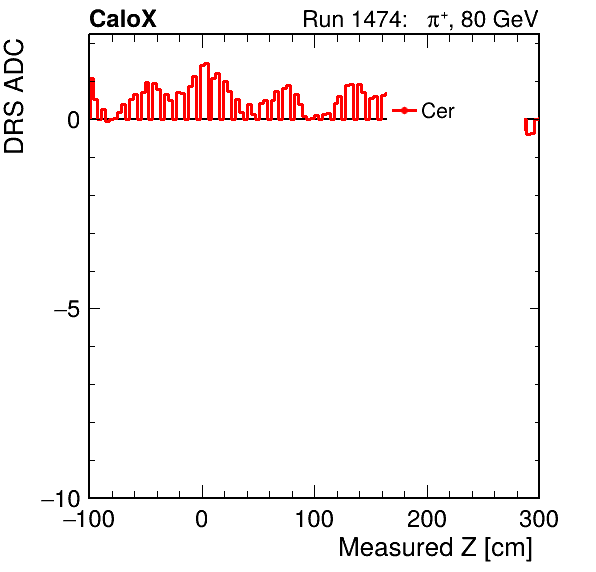 CaloX
Run 1474: π⁺, 80 GeV
DRS ADC
Cer
0
−5
−10
−100 0 100 200 300
Measured Z [cm]